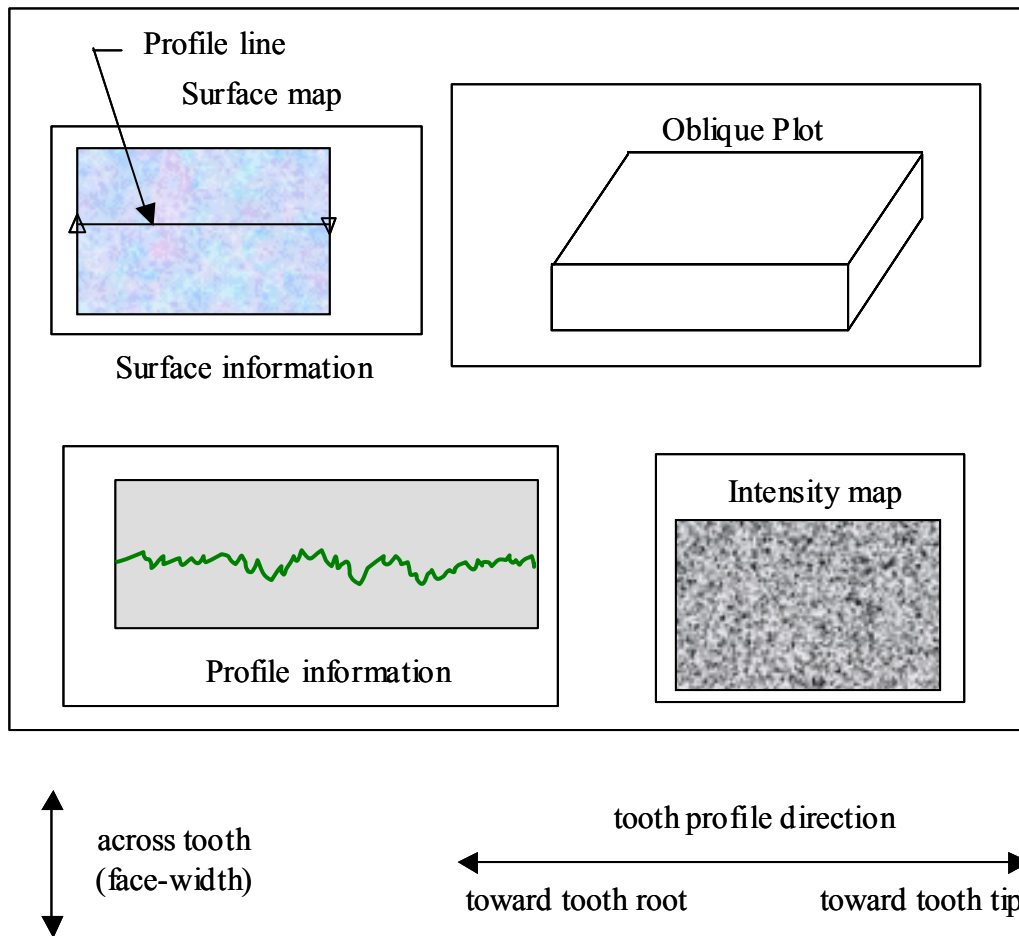 Profile line
Surface map
Oblique Plot
Surface information
Intensity map
Profile information
tooth profile direction
across tooth
(face-width)
toward tooth root
toward tooth tip